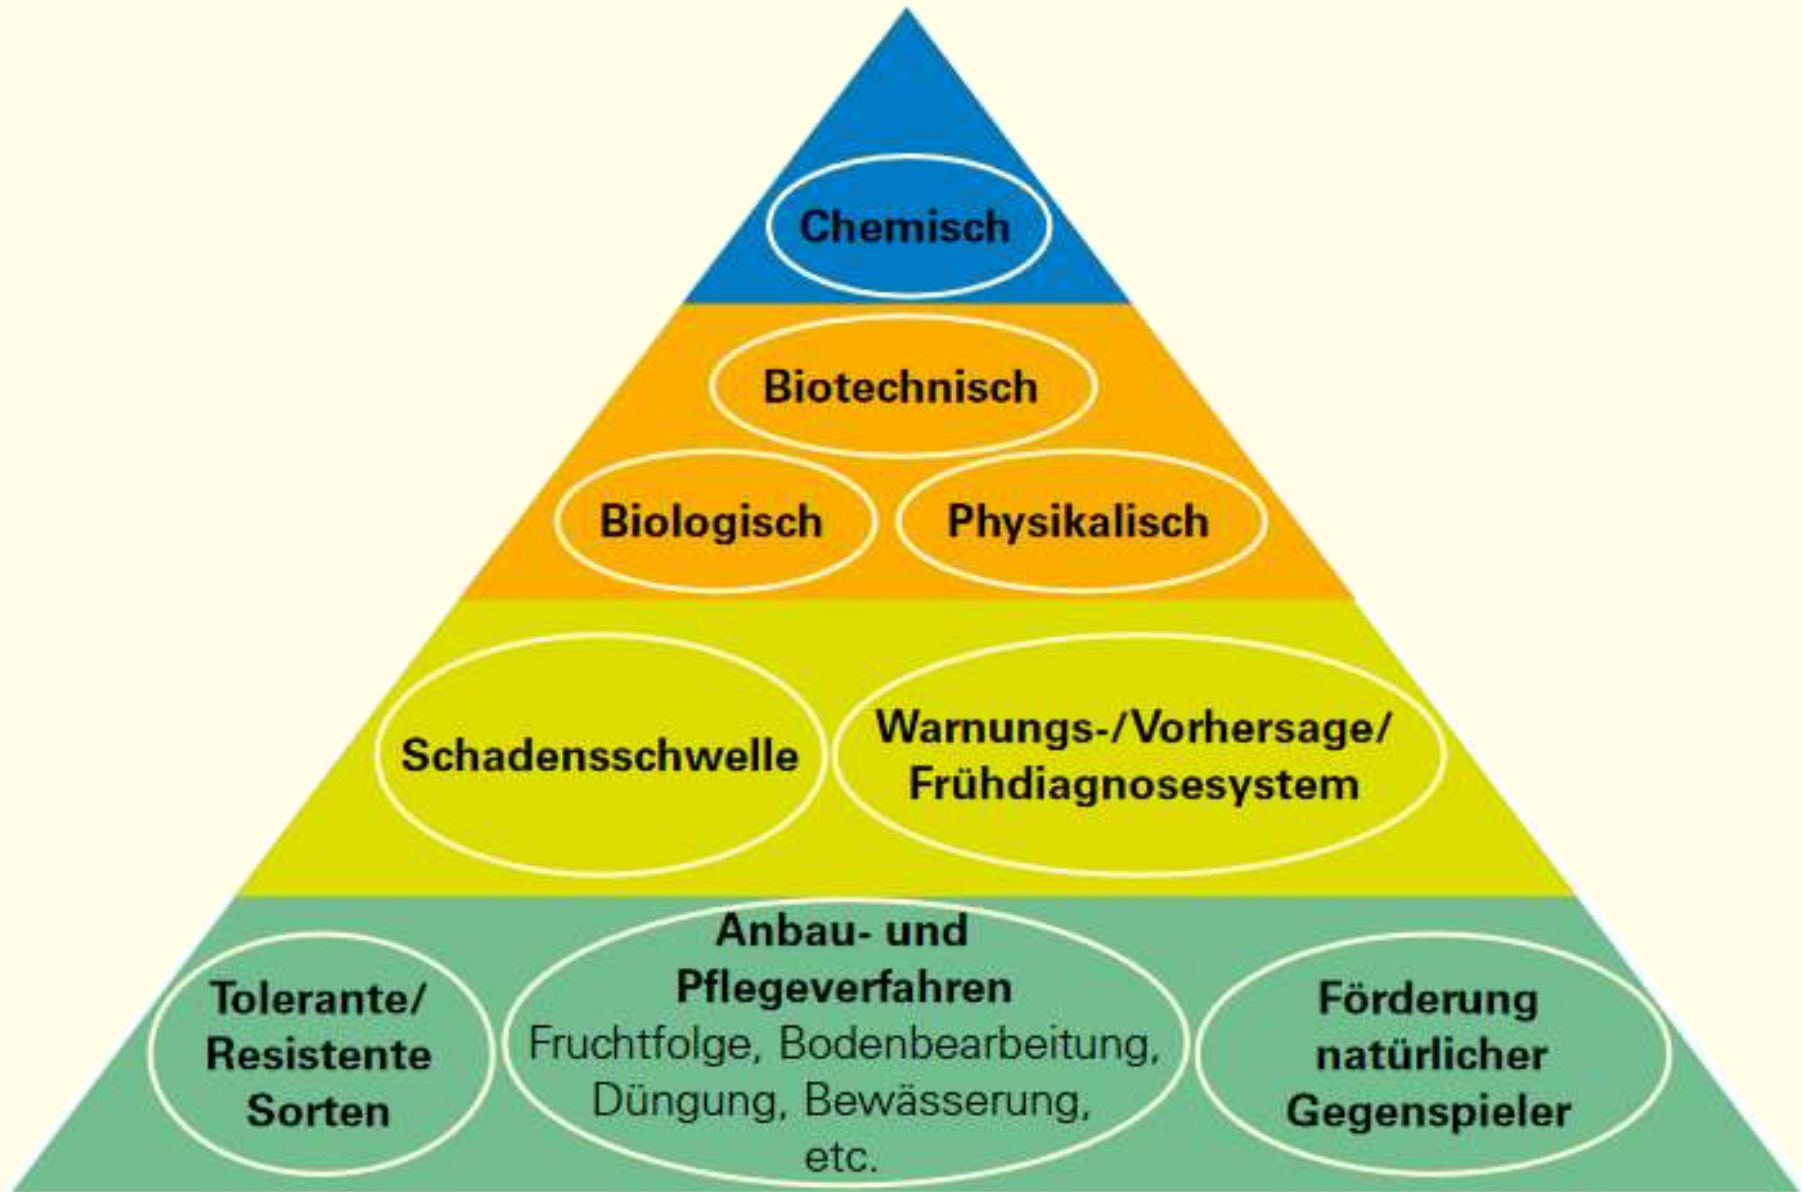 Chemisch
Biotechnisch
Biologisch
Physikalisch
Schadensschwelle
Warnungs-/Vorhersage/
Frühdiagnosesystem
Tolerante/
Resistente
Sorten
Anbau- und
Pflegeverfahren
Fruchtfolge, Bodenbearbeitung,
Düngung, Bewässerung,
etc.
Förderung
natürlicher
Gegenspieler